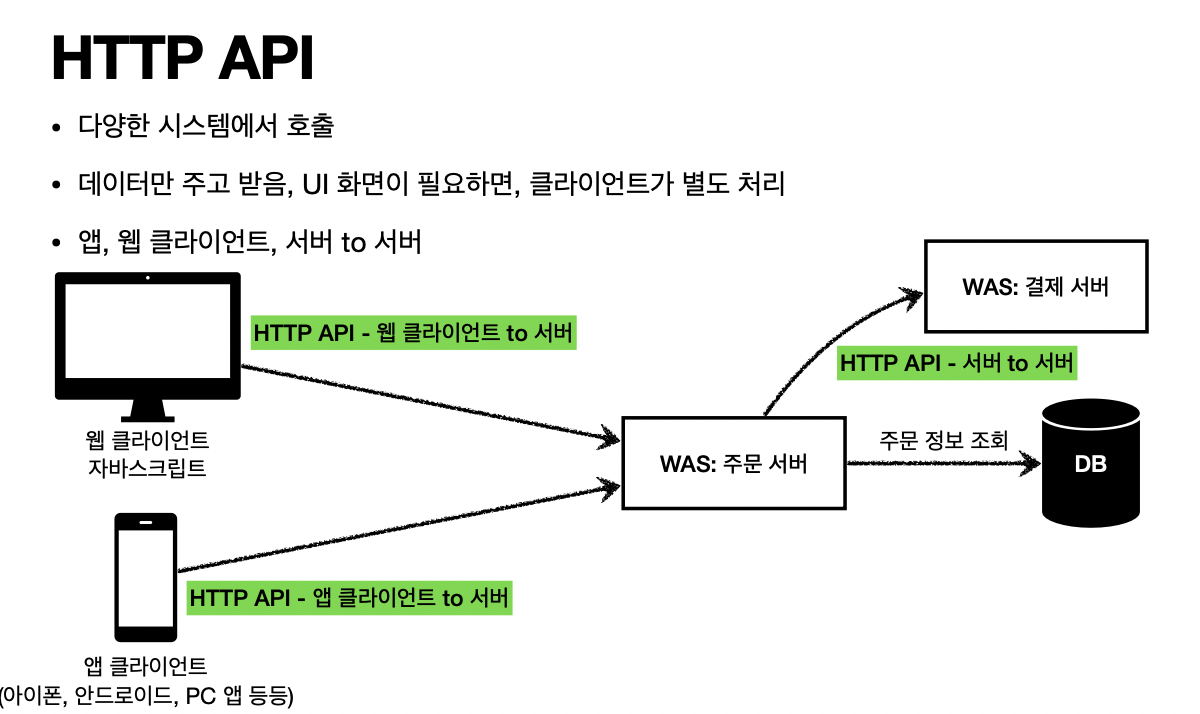 HTTP API
• 다양한 시스템에서 호출
• 데이터만 주고 받음, UI 화면이 필요하면, 클라이언트가 별도 처리
• 앱, 웹 클라이언트, 서버 to 서버
WAS: 결제 서버
HTTP API - 웹 클라이언트 to 서버
HTTP API - 서버 to 서버
웹 클라이언트
자바스크립트
주문 정보 조회
WAS: 주문 서버
DB
HTTP API - 앱 클라이언트 to 서버
앱 클라이언트
(아이폰, 안드로이드, PC 앱 등등)